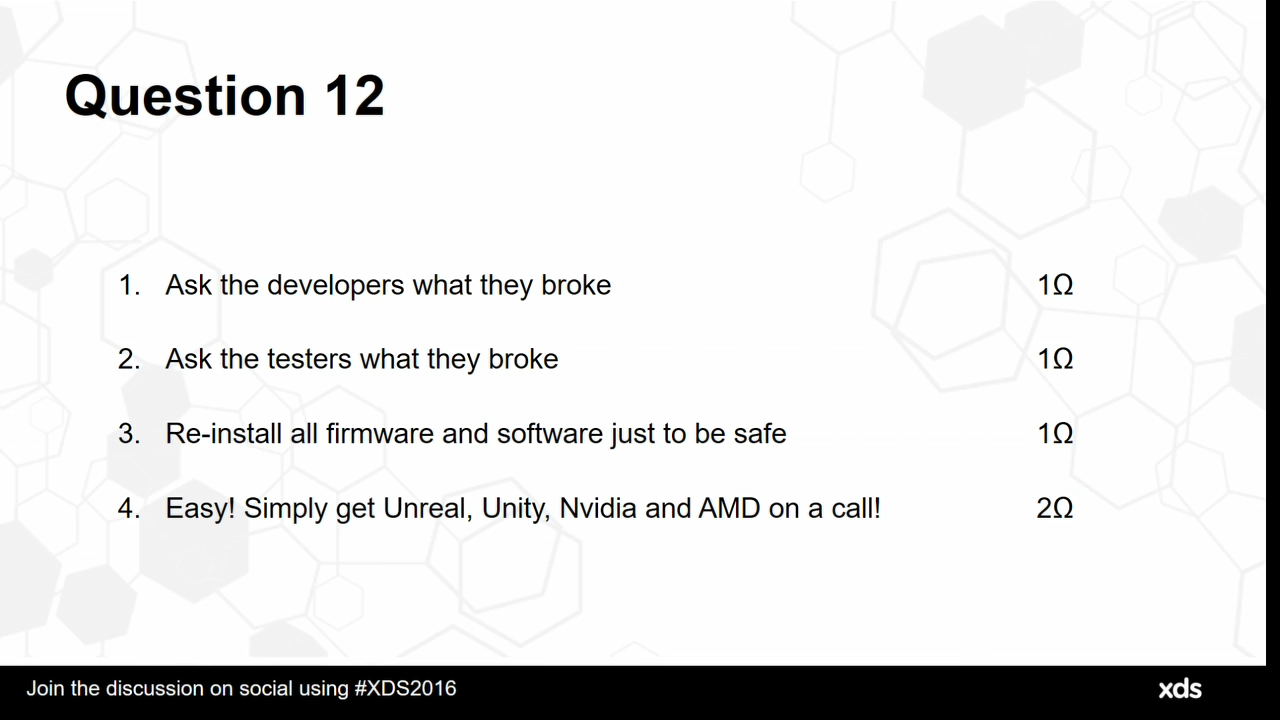 Question 12
1. Ask the developers what they broke 1Ω
2. Ask the testers what they broke 1Ω
3. Re-install all firmware and software just to be safe 1Ω
4. Easy! Simply get Unreal, Unity, Nvidia and AMD on a call! 2Ω
Join the discussion on social using #XDS2016 xds